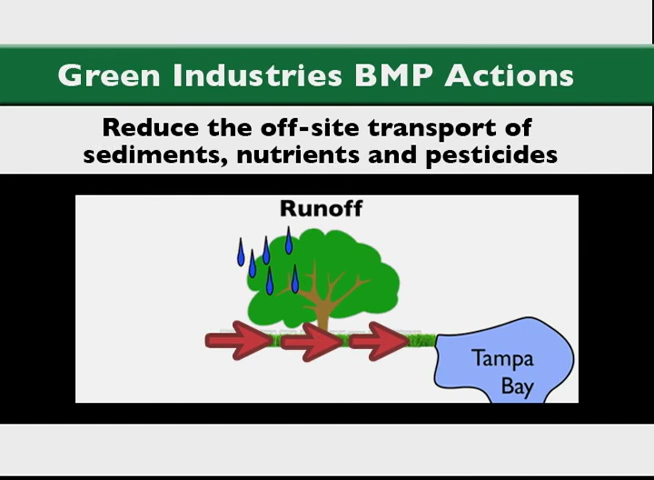 Green Industries BMP Actions
Reduce the off-site transport of
sediments, nutrients and pesticides
Runoff
Tampa
Bay